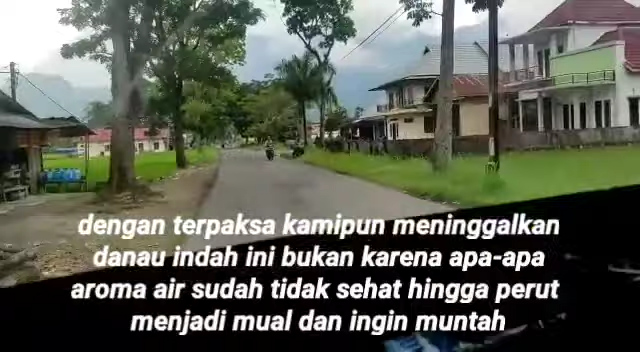 dengan terpaksa kamipun meninggalkan
danau indah ini bukan karena apa-apa
aroma air sudah tidak sehat hingga perut
menjadi mual dan ingin muntah